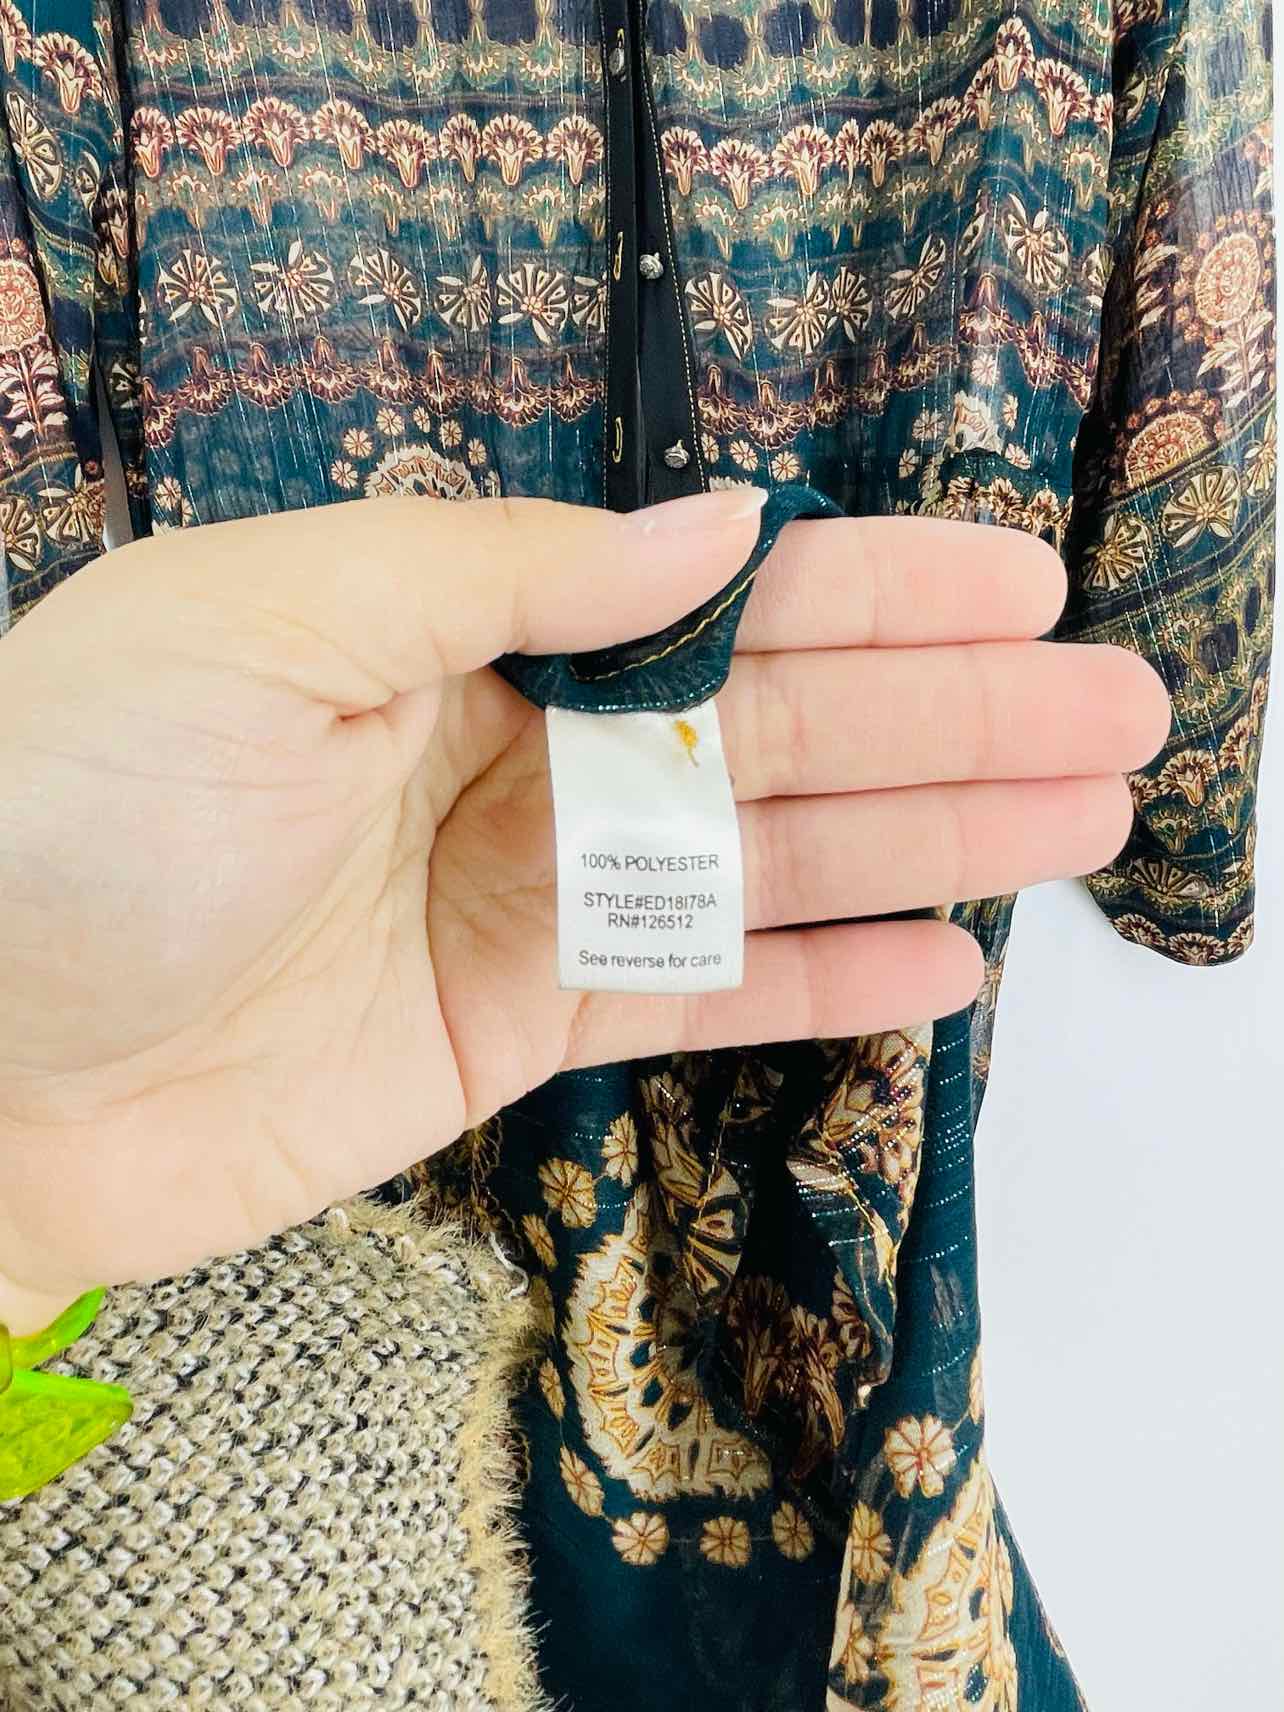 100% POLYESTER
STYLE#ED18I78A
RN#126512
See reverse for care